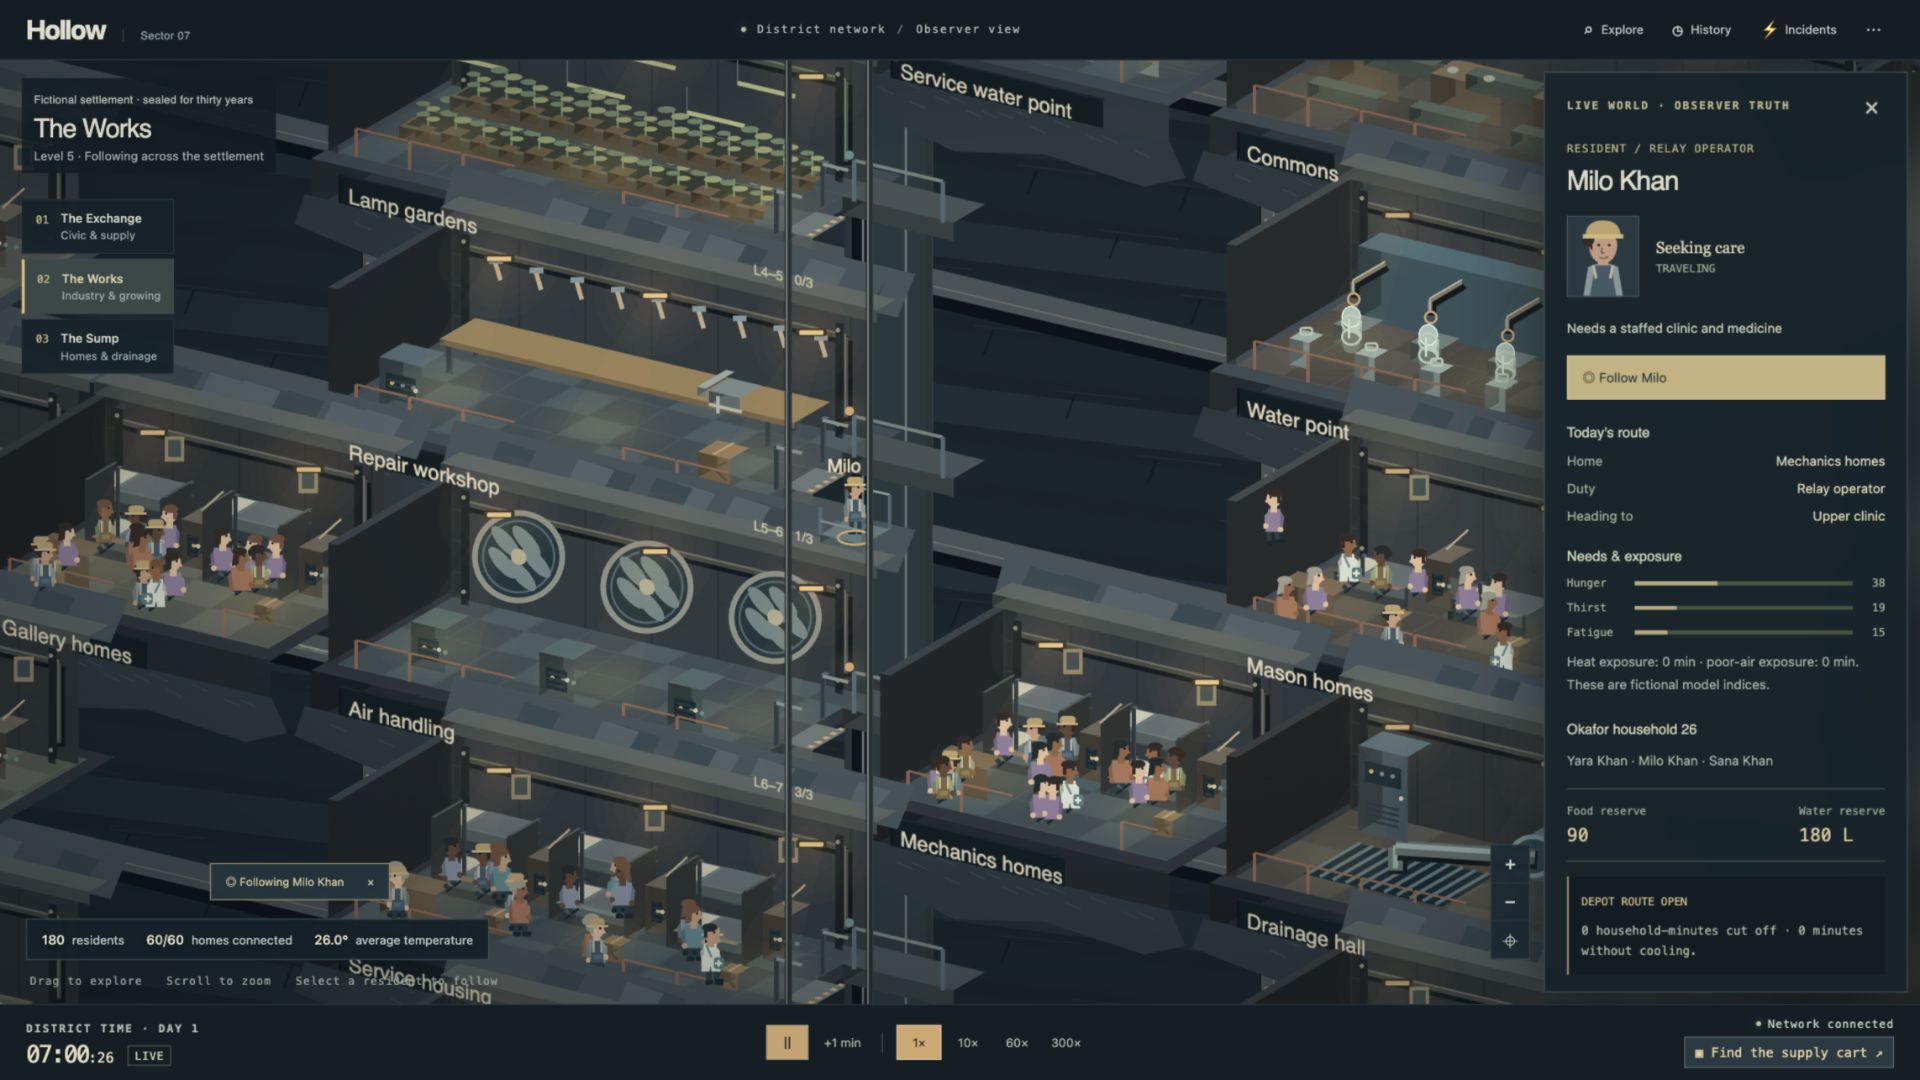 Hollow
Sector 07
District network / Observer view
Explore
History
Incidents
Fictional settlement · sealed for thirty years
The Works
Level 5 · Following across the settlement
01 The Exchange
Civic & supply
02 The Works
Industry & growing
03 The Sump
Homes & drainage
Service water point
Commons
Lamp gardens
L4–5 0/3
Water point
Repair workshop
Milo
L5–6 1/3
Gallery homes
Mason homes
Air handling
L6–7 3/3
Mechanics homes
Drainage hall
Service housing
◎ Following Milo Khan ×
180 residents 60/60 homes connected 26.0° average temperature
Drag to explore Scroll to zoom Select a resident to follow
+
−
LIVE WORLD · OBSERVER TRUTH
RESIDENT / RELAY OPERATOR
Milo Khan
Seeking care
TRAVELING
Needs a staffed clinic and medicine
◎ Follow Milo
Today's route
Home Mechanics homes
Duty Relay operator
Heading to Upper clinic
Needs & exposure
Hunger 38
Thirst 19
Fatigue 15
Heat exposure: 0 min · poor-air exposure: 0 min.
These are fictional model indices.
Okafor household 26
Yara Khan · Milo Khan · Sana Khan
Food reserve Water reserve
90 180 L
DEPOT ROUTE OPEN
0 household-minutes cut off · 0 minutes
without cooling.
DISTRICT TIME · DAY 1
07:00:26 LIVE
+1 min 1× 10× 60× 300×
Network connected
Find the supply cart ↗